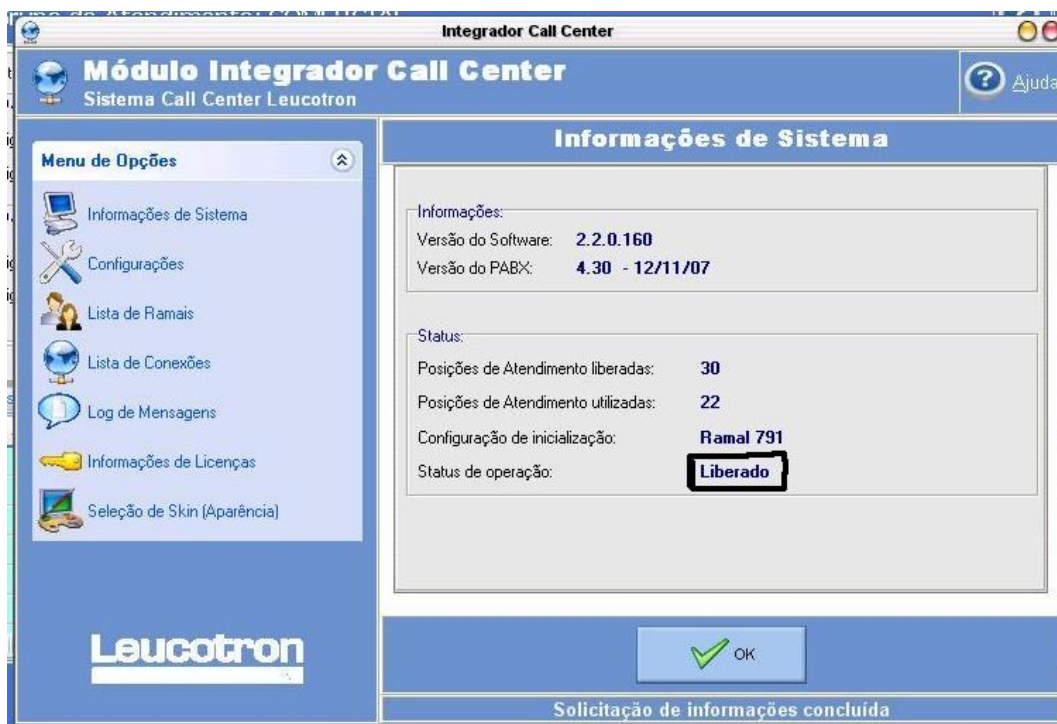 Integrador Call Center
Módulo Integrador Call Center
Sistema Call Center Leucotron
Ajuda
Menu de Opções
Informações de Sistema
Configurações
Lista de Ramais
Lista de Conexões
Log de Mensagens
Informações de Licenças
Seleção de Skin (Aparência)
Leucotron
Informações de Sistema
Informações:
Versão do Software: 2.2.0.160
Versão do PABX: 4.30 - 12/11/07
Status:
Posições de Atendimento liberadas: 30
Posições de Atendimento utilizadas: 22
Configuração de inicialização: Ramal 791
Status de operação: Liberado
OK
Solicitação de informações concluída